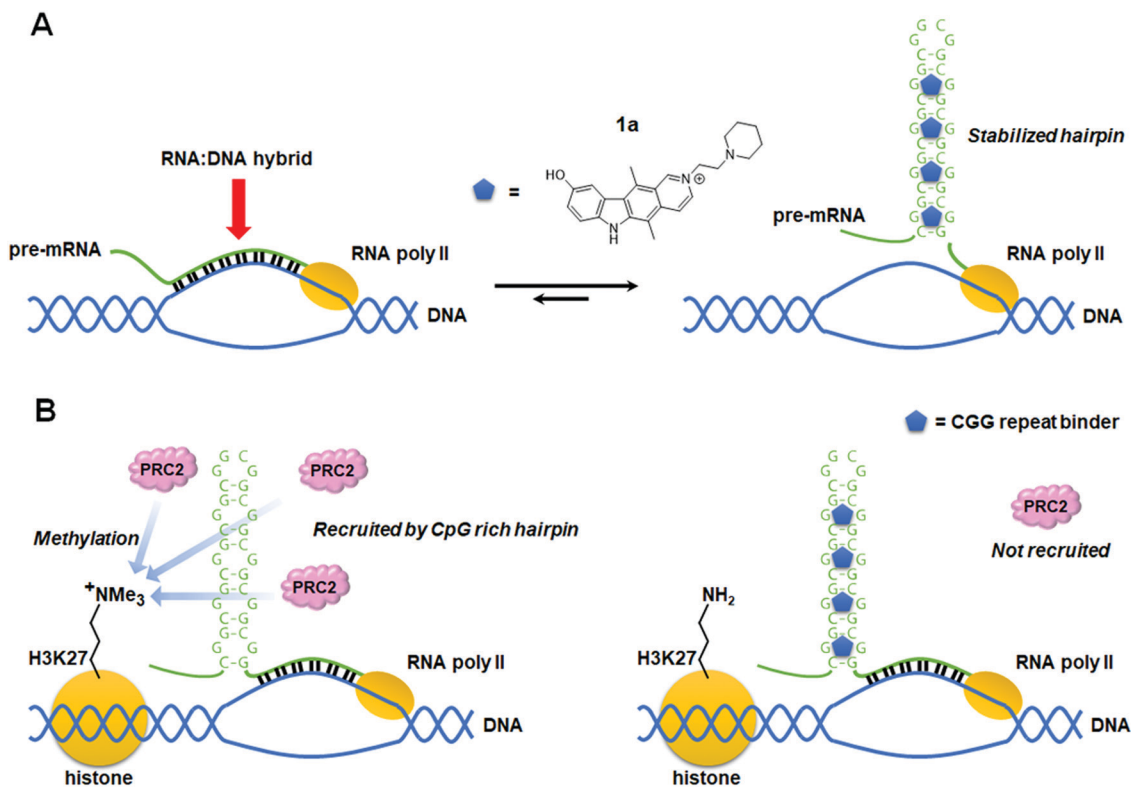 A
RNA:DNA hybrid
pre-mRNA
RNA poly II
DNA
=
1a
HO
N
H
N
+
N
G C
G G
G G
C-G
C-G
G G
C-G
G-C
G G
C-G
G-C
G G
C-G
G-C
G G
C-G
Stabilized hairpin
pre-mRNA
RNA poly II
DNA
B
= CGG repeat binder
PRC2
PRC2
PRC2
Methylation
Recruited by CpG rich hairpin
+NMe3
H3K27
histone
RNA poly II
DNA
PRC2
Not recruited
NH2
H3K27
histone
RNA poly II
DNA